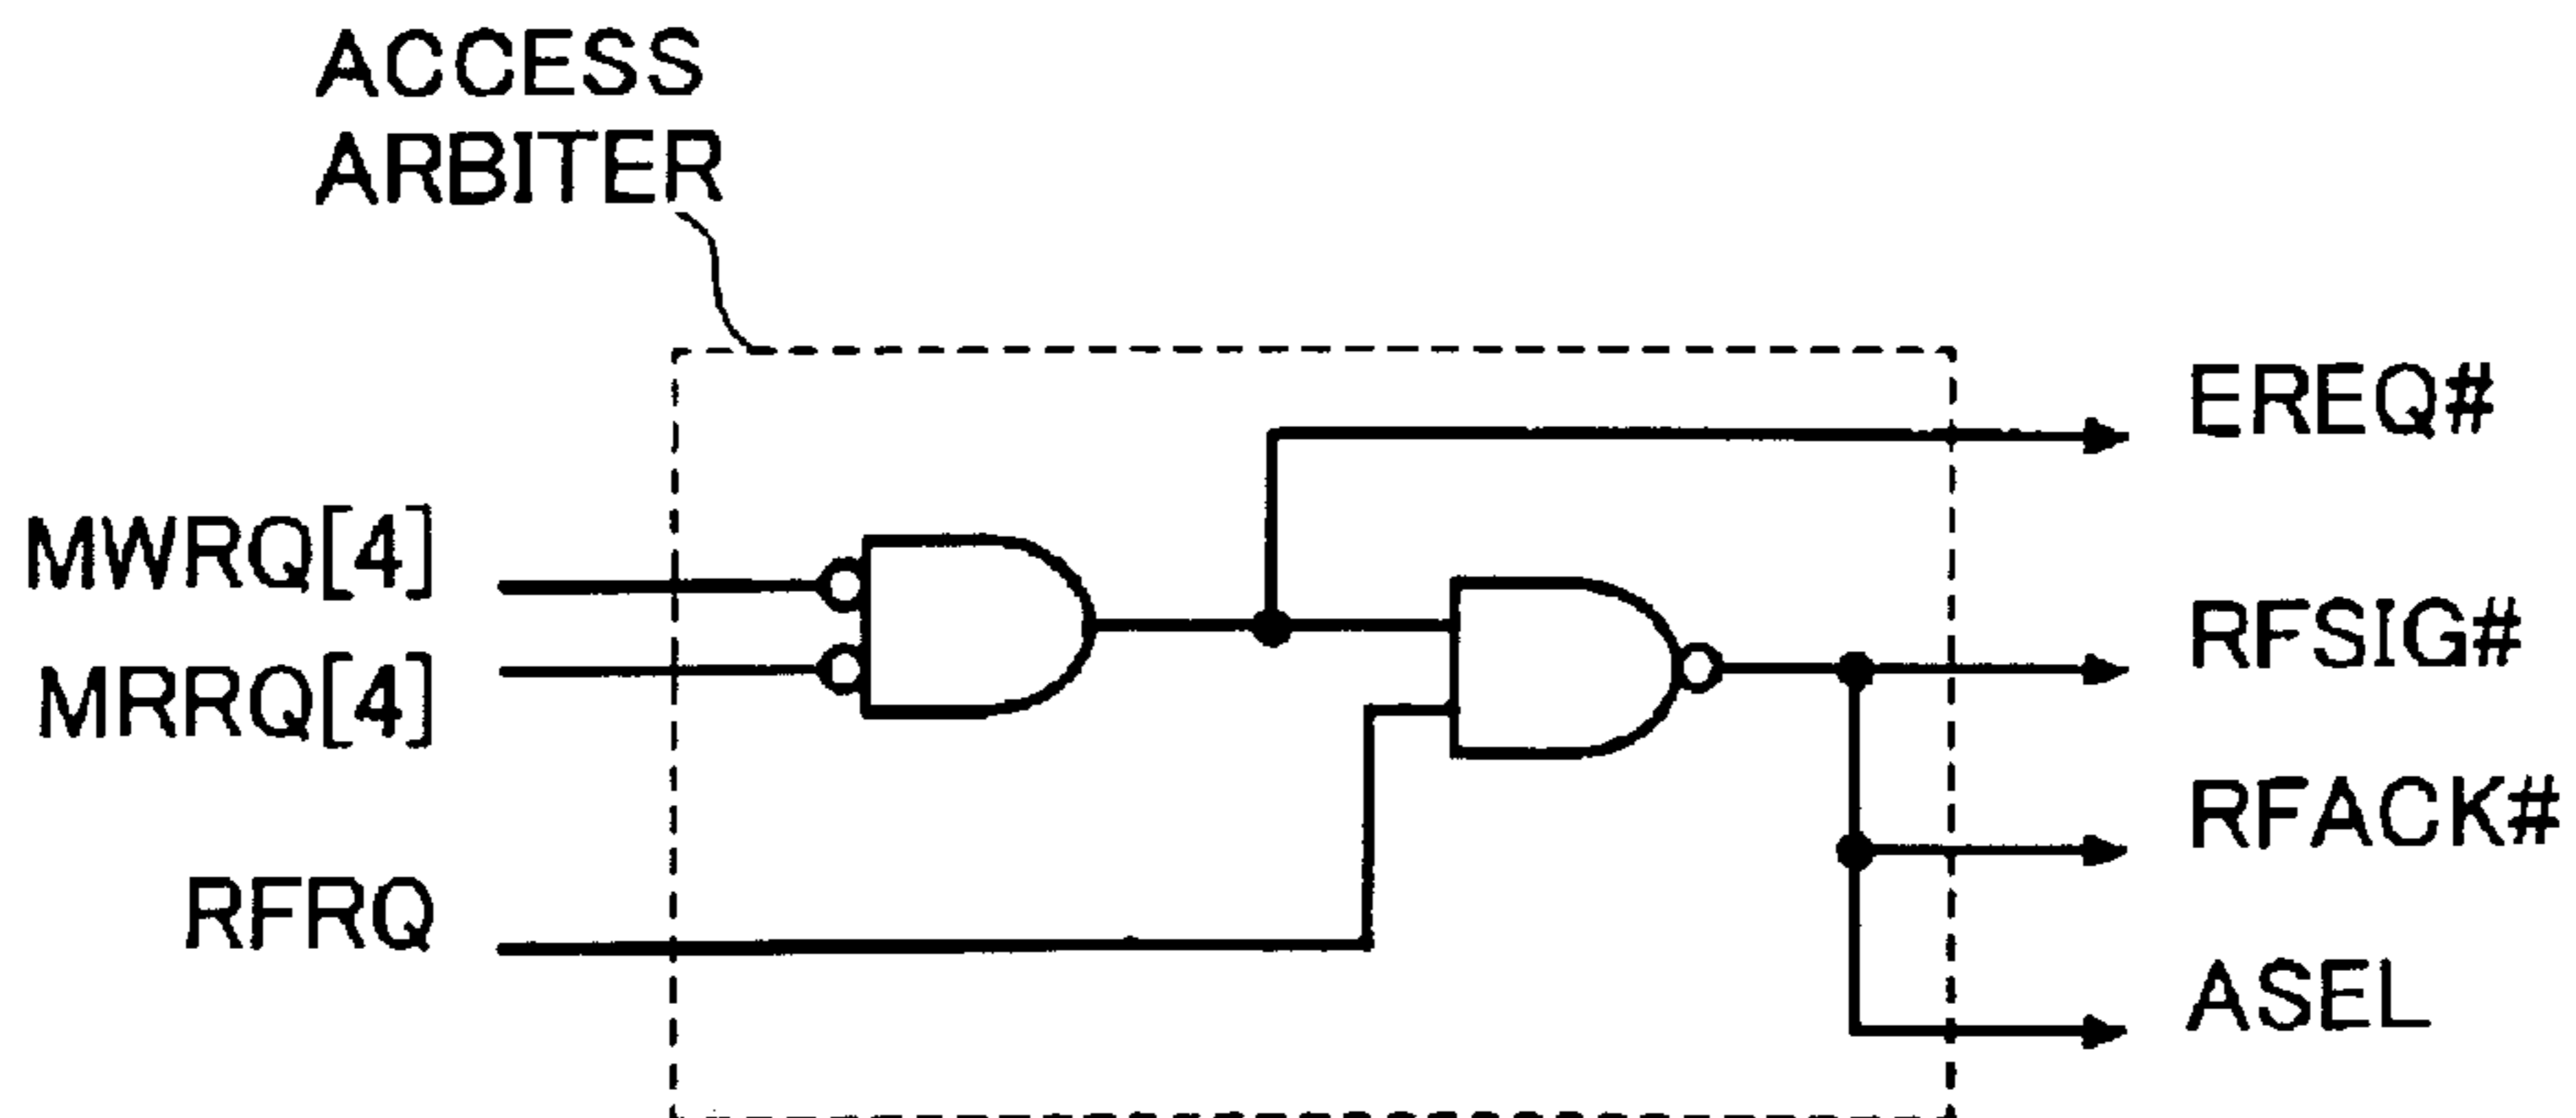 ACCESS
ARBITER
EREQ#
MWRQ[4]
RFSIG#
MRRQ[4]
RFACK#
RFRQ
ASEL